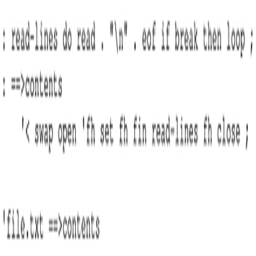 : read-lines do read . "\n" . eof if break then loop ;
: ==>contents
'< swap open 'fh set fh fin read-lines fh close ;
'file.txt ==>contents